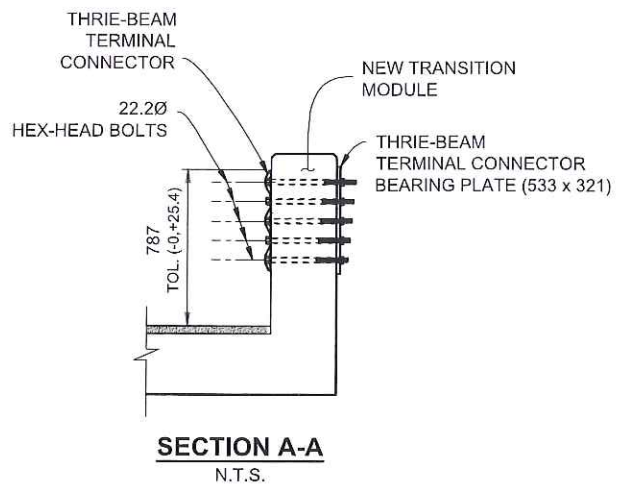 THRIE-BEAM
TERMINAL
CONNECTOR
22.2Ø
HEX-HEAD BOLTS
NEW TRANSITION
MODULE
THRIE-BEAM
TERMINAL CONNECTOR
BEARING PLATE (533 x 321)
787
TOL. (-0,+25.4)
SECTION A-A
N.T.S.